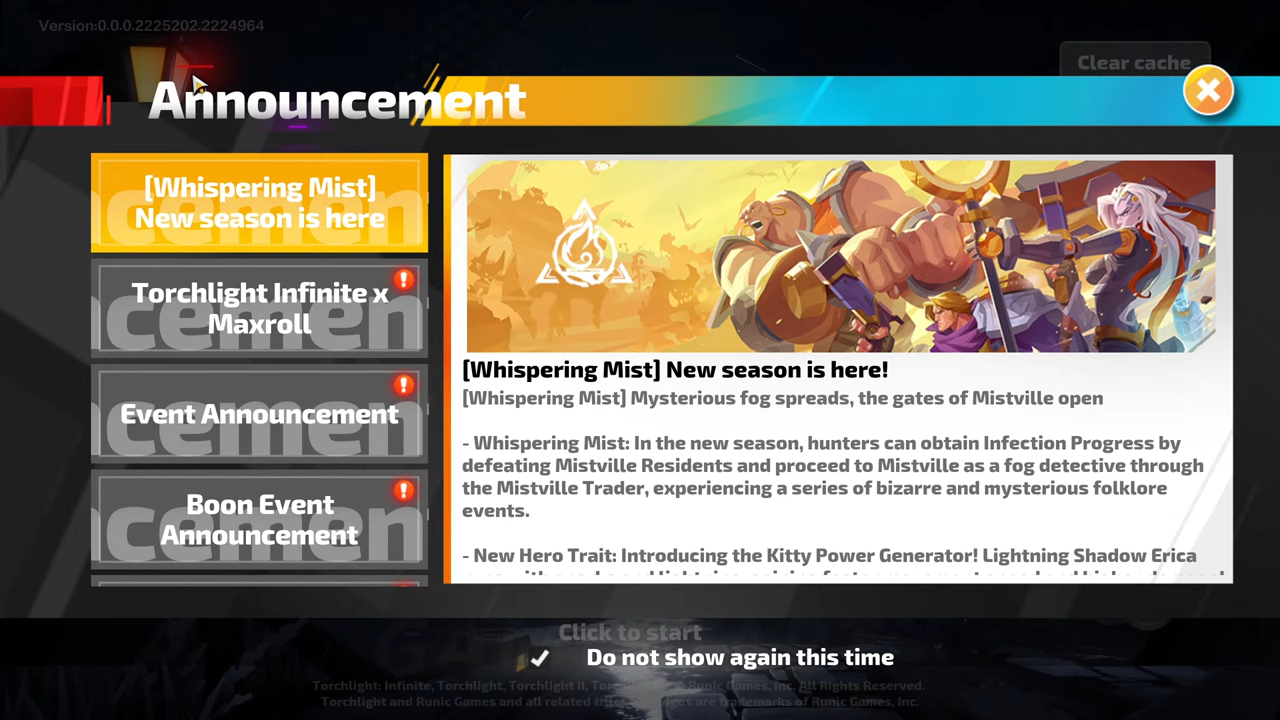 Version:0.0.0.2225202.2224964
Clear cache
Announcement
[Whispering Mist]
New season is here
Torchlight Infinite x
Maxroll
Event Announcement
Boon Event
Announcement
[Whispering Mist] New season is here!
[Whispering Mist] Mysterious fog spreads, the gates of Mistville open
- Whispering Mist: In the new season, hunters can obtain Infection Progress by
defeating Mistville Residents and proceed to Mistville as a fog detective through
the Mistville Trader, experiencing a series of bizarre and mysterious folklore
events.
- New Hero Trait: Introducing the Kitty Power Generator! Lightning Shadow Erica
Click to start
Do not show again this time
Torchlight: Infinite, Torchlight, Torchlight II, Runic Games, Inc. All Rights Reserved.
Torchlight and Runic Games and all related are trademarks of Runic Games, Inc.